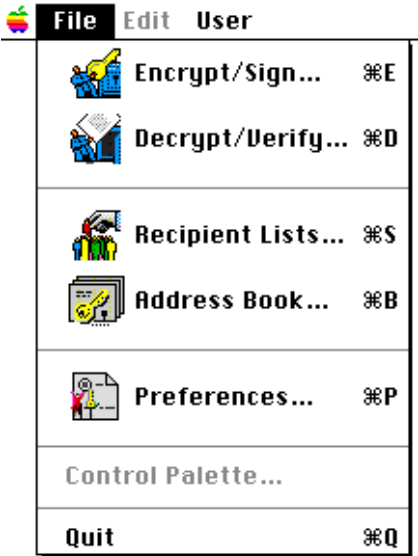 File Edit User
Encrypt/Sign... ⌘E
Decrypt/Verify... ⌘D
Recipient Lists... ⌘S
Address Book... ⌘B
Preferences... ⌘P
Control Palette...
Quit ⌘Q